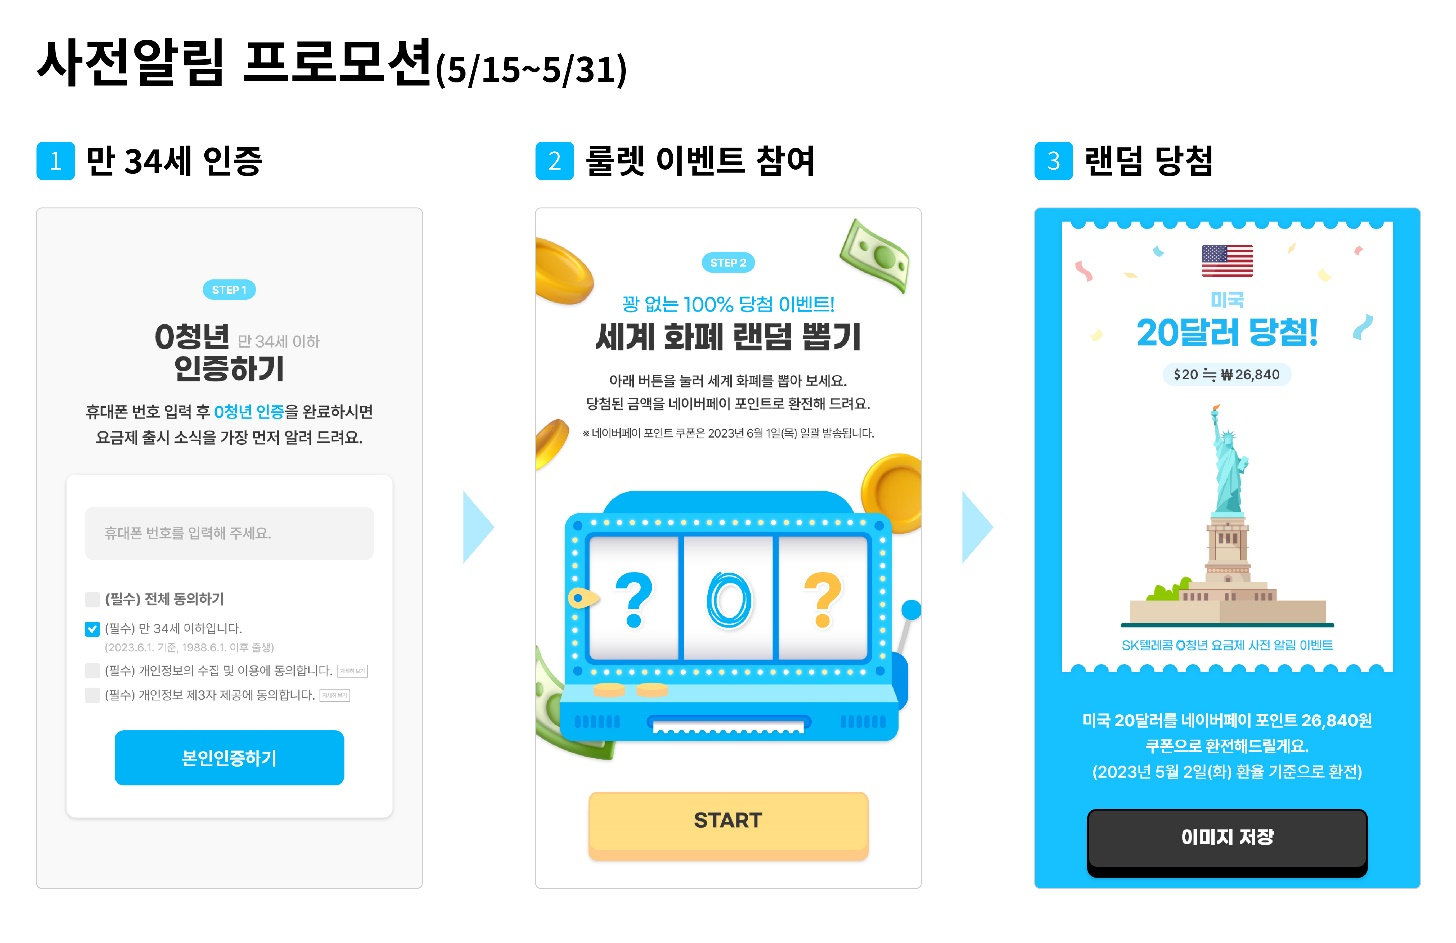 사전알림 프로모션(5/15~5/31)
1 만 34세 인증
STEP 1
0청년 만 34세 이하
인증하기
휴대폰 번호 입력 후 0청년 인증을 완료하시면
요금제 출시 소식을 가장 먼저 알려 드려요.
휴대폰 번호를 입력해 주세요.
(필수) 전체 동의하기
(필수) 만 34세 이하입니다.
(2023.6.1. 기준, 1988.6.1. 이후 출생)
(필수) 개인정보의 수집 및 이용에 동의합니다. 자세히 보기
(필수) 개인정보 제3자 제공에 동의합니다. 자세히 보기
본인인증하기
2 룰렛 이벤트 참여
STEP 2
꽝 없는 100% 당첨 이벤트!
세계 화폐 랜덤 뽑기
아래 버튼을 눌러 세계 화폐를 뽑아 보세요.
당첨된 금액을 네이버페이 포인트로 환전해 드려요.
※ 네이버페이 포인트 쿠폰은 2023년 6월 1일(목) 일괄 발송됩니다.
? 0 ?
START
3 랜덤 당첨
미국
20달러 당첨!
$20 ≒ ₩26,840
SK텔레콤 0청년 요금제 사전 알림 이벤트
미국 20달러를 네이버페이 포인트 26,840원
쿠폰으로 환전해드릴게요.
(2023년 5월 2일(화) 환율 기준으로 환전)
이미지 저장